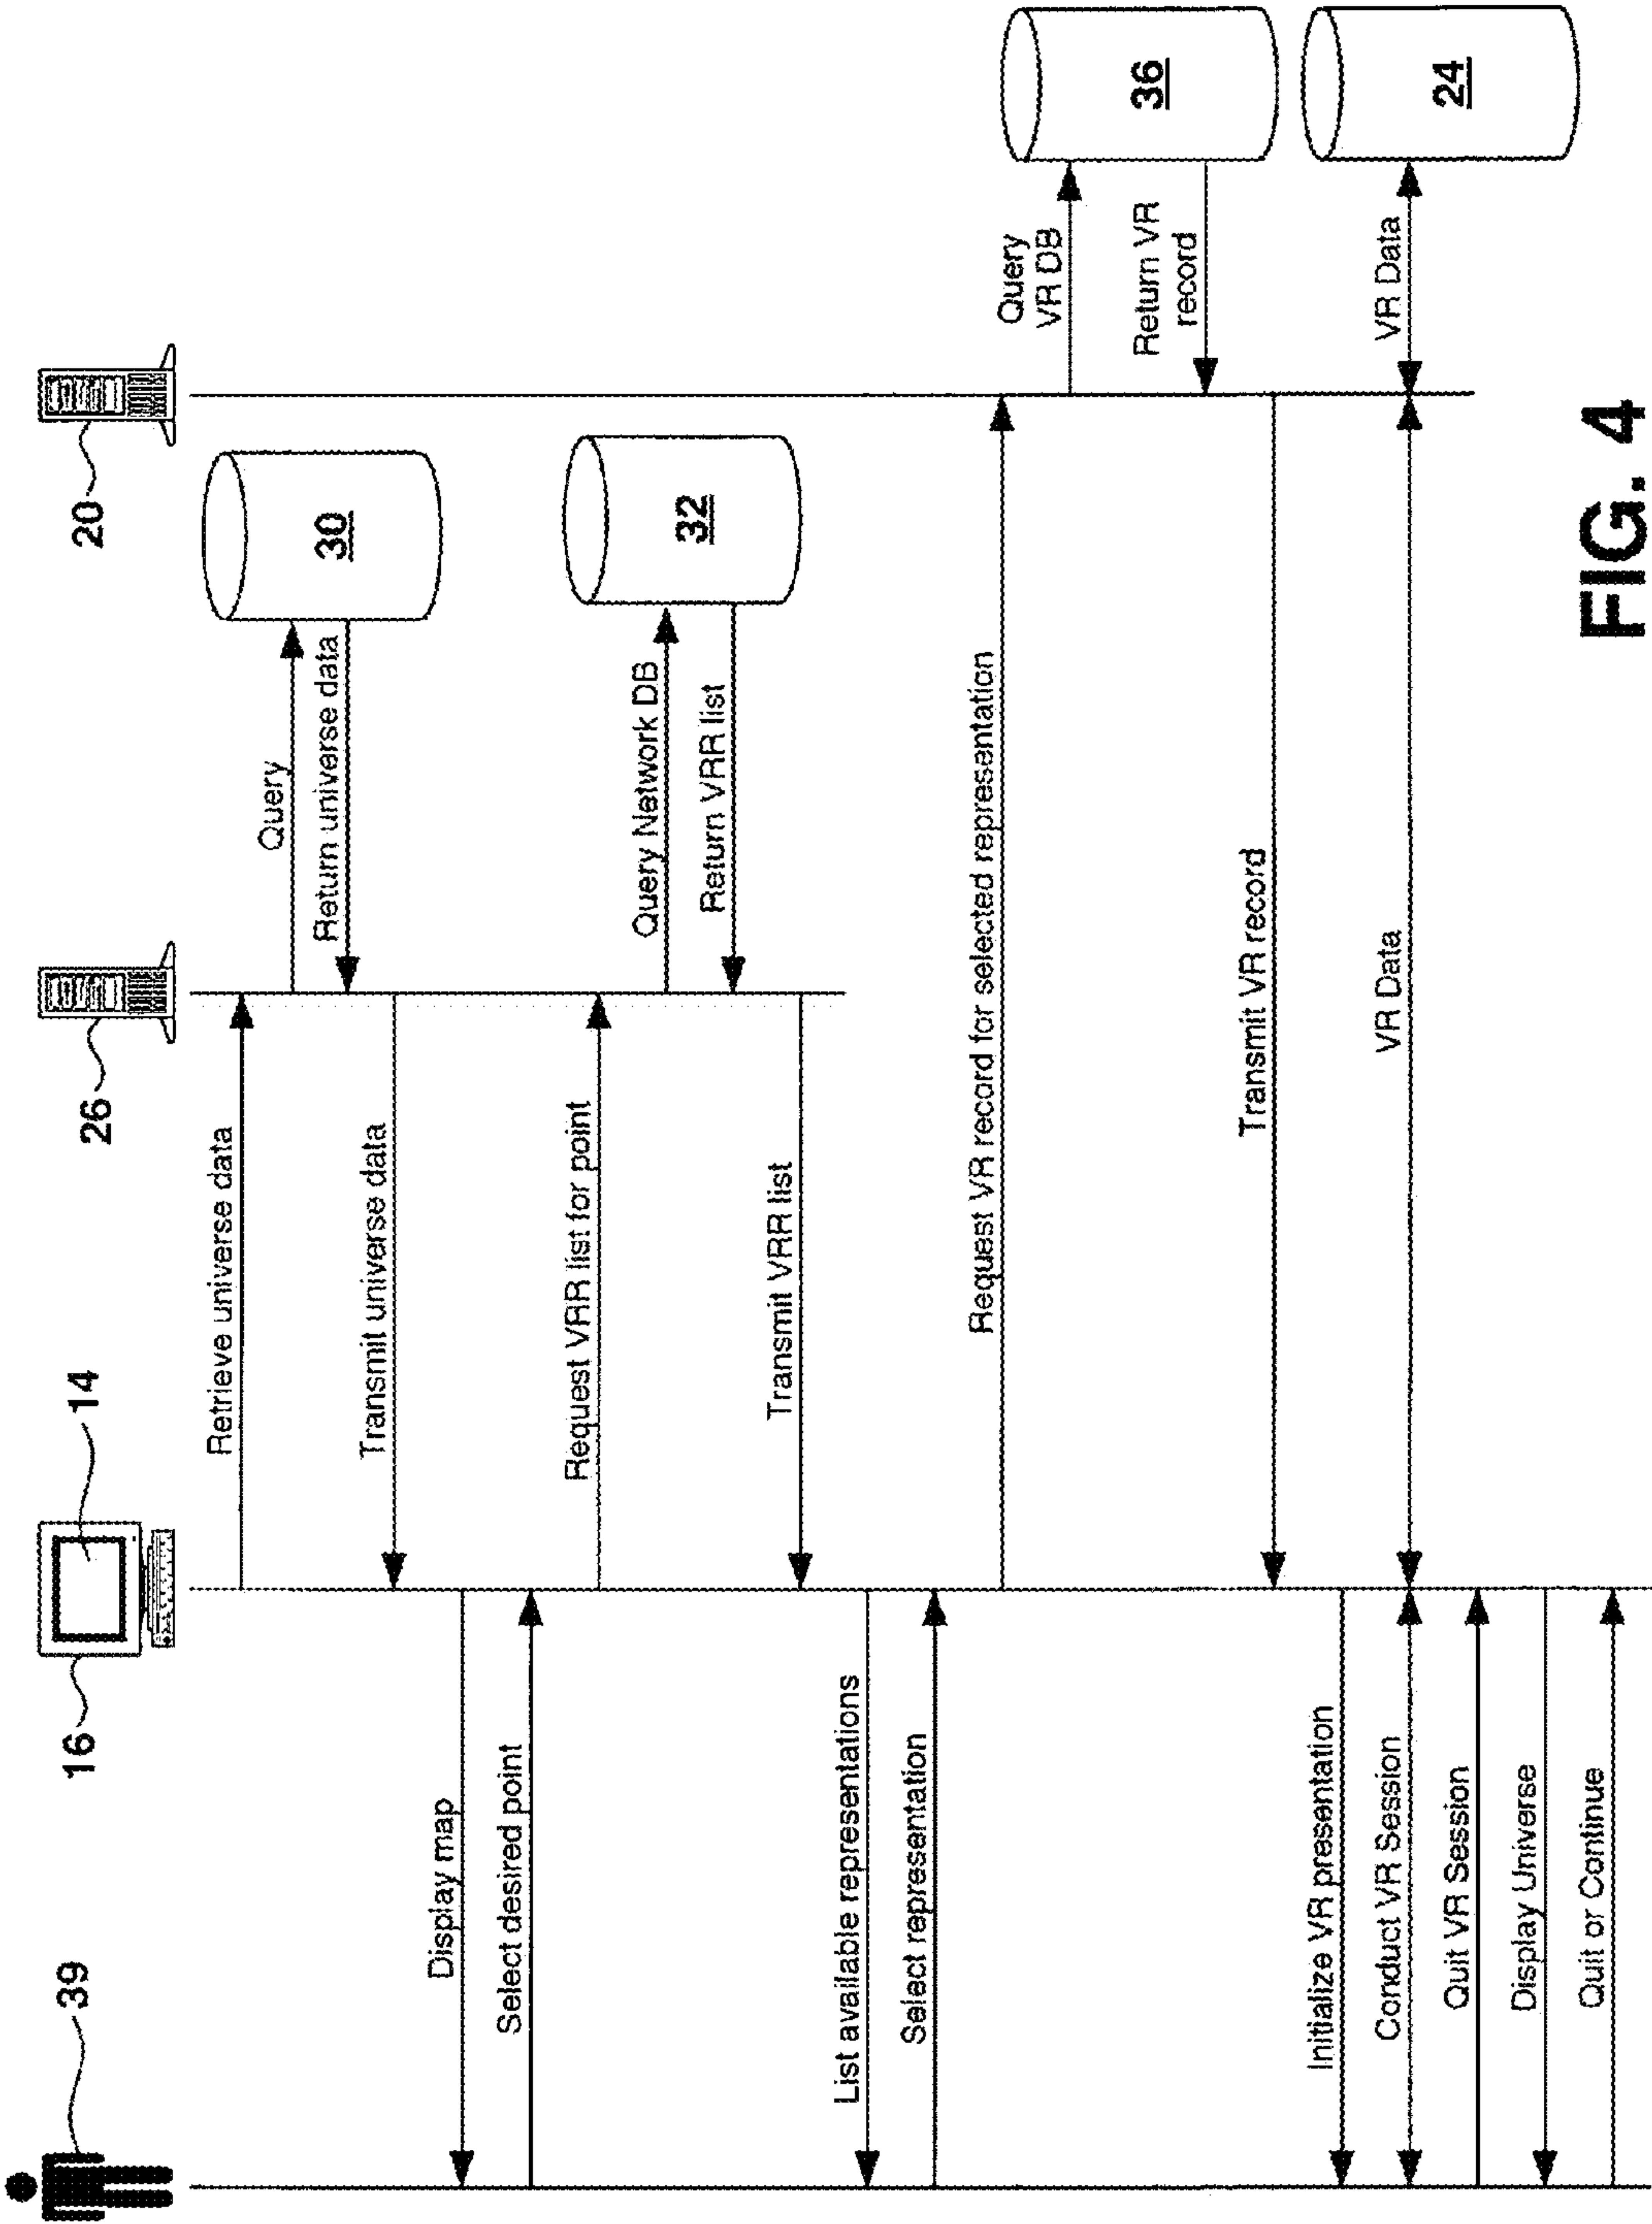 39
16
14
26
20
Retrieve universe data
Query
30
Return universe data
Transmit universe data
Display map
Select desired point
Request VRR list for point
Query Network DB
32
Return VRR list
Transmit VRR list
List available representations
Select representation
Request VR record for selected representation
Query
VR DB
36
Return VR
record
Transmit VR record
Initialize VR presentation
Conduct VR Session
VR Data
VR Data
24
Quit VR Session
Display Universe
Quit or Continue
FIG. 4